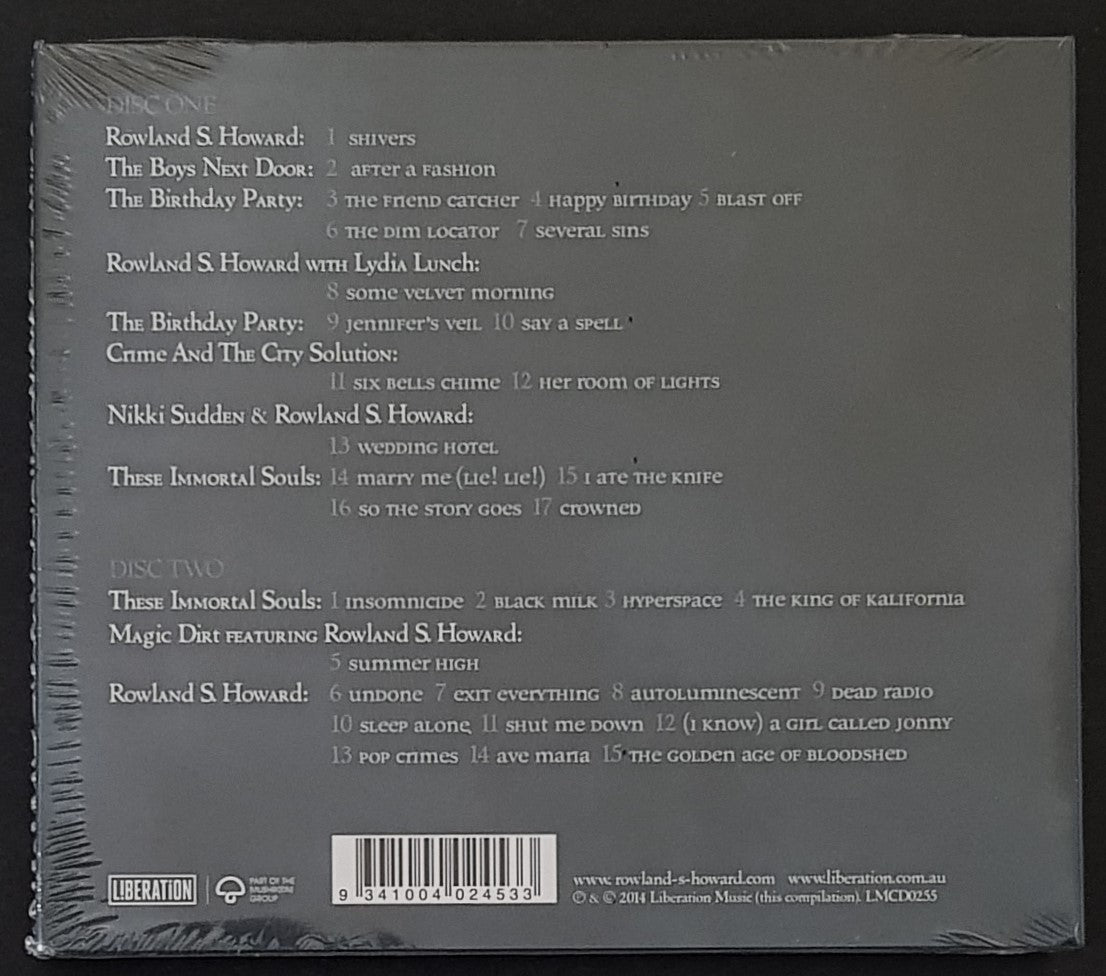 DISC ONE
Rowland S. Howard: 1 shivers
The Boys Next Door: 2 after a fashion
The Birthday Party: 3 the friend catcher 4 happy birthday 5 blast off
6 the dim locator 7 several sins
Rowland S. Howard with Lydia Lunch:
8 some velvet morning
The Birthday Party: 9 jennifer's veil 10 say a spell
Crime And The City Solution:
11 six bells chime 12 her room of lights
Nikki Sudden & Rowland S. Howard:
13 wedding hotel
These Immortal Souls: 14 marry me (lie! lie!) 15 i ate the knife
16 so the story goes 17 crowned
DISC TWO
These Immortal Souls: 1 insomnicide 2 black milk 3 hyperspace 4 the king of kalifornia
Magic Dirt featuring Rowland S. Howard:
5 summer high
Rowland S. Howard: 6 undone 7 exit everything 8 autoluminescent 9 dead radio
10 sleep alone 11 shut me down 12 (i know) a girl called jonny
13 pop crimes 14 ave maria 15 the golden age of bloodshed
LIBERATION PART OF THE MUSHROOM GROUP
9 341004 024533
www.rowland-s-howard.com www.liberation.com.au
℗ & © 2014 Liberation Music (this compilation). LMCD0255